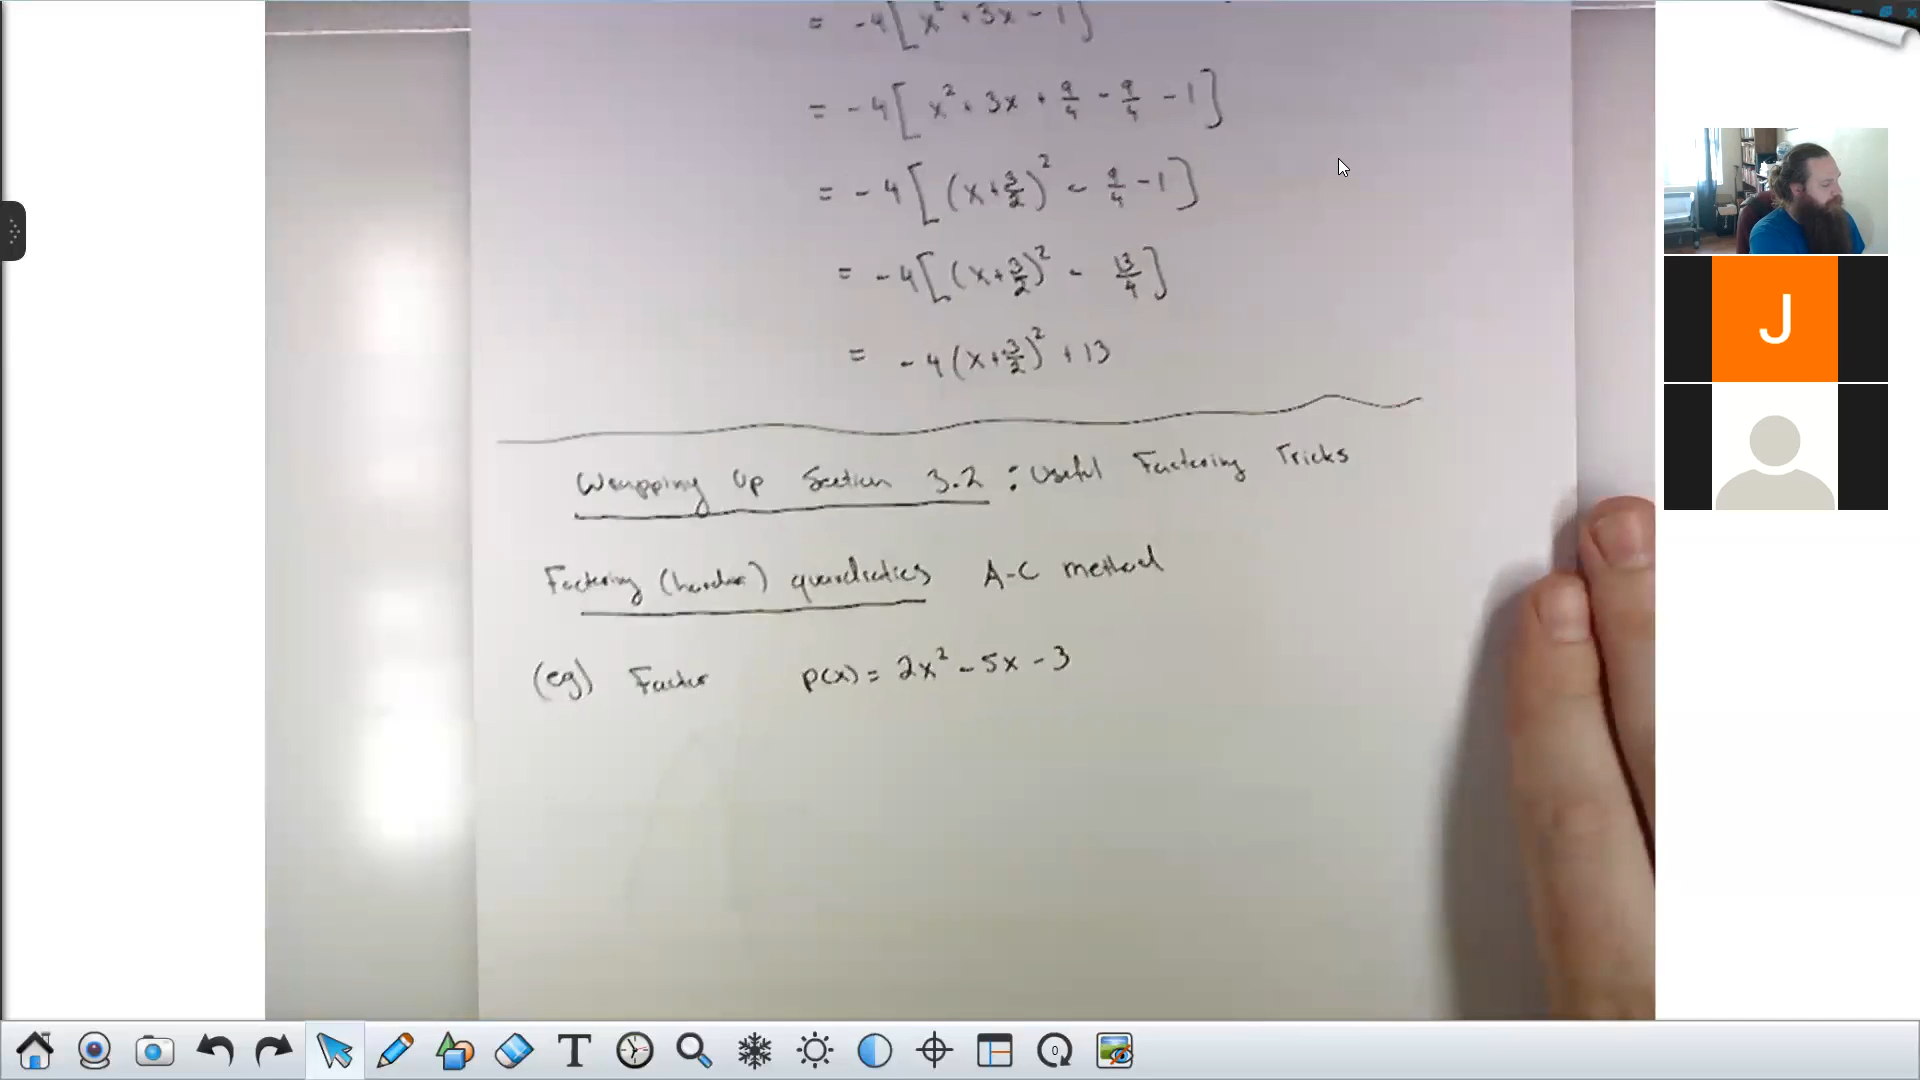 = -4[x² + 3x - 1]
= -4[x² + 3x + 9/4 - 9/4 - 1]
= -4[(x + 3/2)² - 9/4 - 1]
= -4[(x + 3/2)² - 13/4]
= -4(x + 3/2)² + 13
Wrapping Up Section 3.2 : Useful Factoring Tricks
Factoring (harder) quadratics A-C method
(eg) Factor p(x) = 2x² - 5x - 3
J
T
0